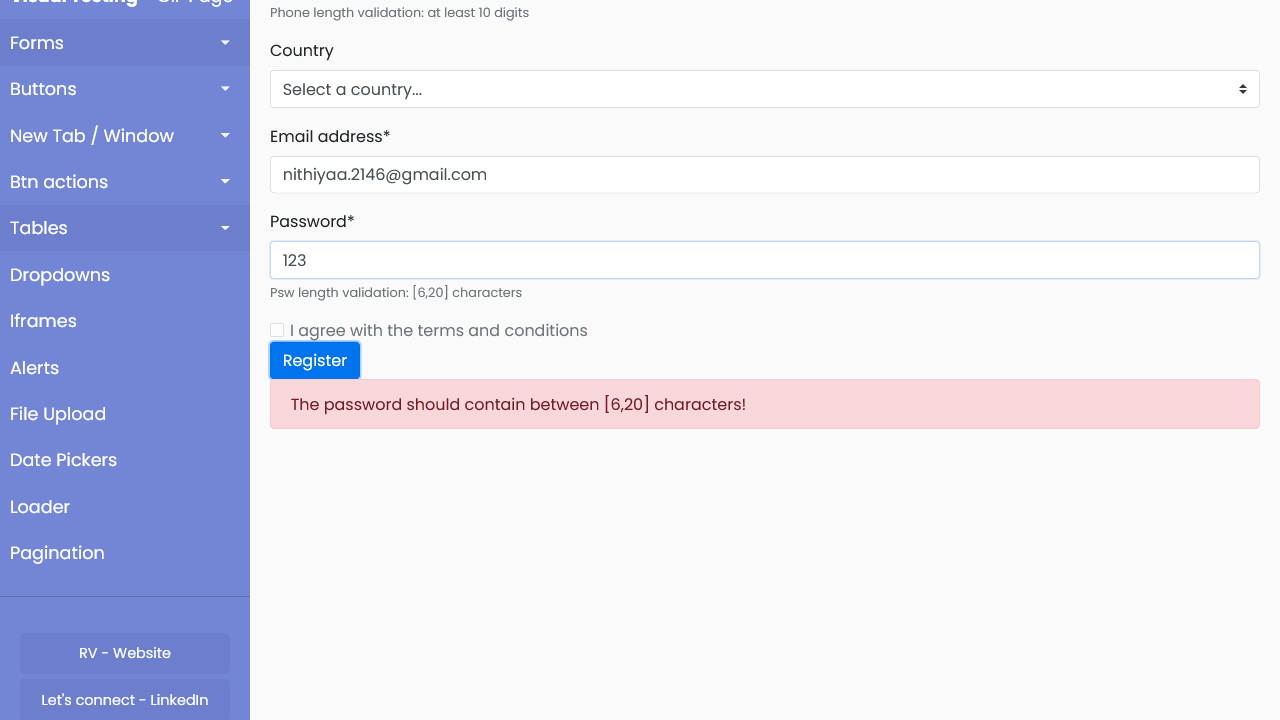 Forms
Buttons
New Tab / Window
Btn actions
Tables
Dropdowns
Iframes
Alerts
File Upload
Date Pickers
Loader
Pagination
RV - Website
Let's connect - LinkedIn
Phone length validation: at least 10 digits
Country
Select a country...
Email address*
nithiyaa.2146@gmail.com
Password*
123
Psw length validation: [6,20] characters
I agree with the terms and conditions
Register
The password should contain between [6,20] characters!